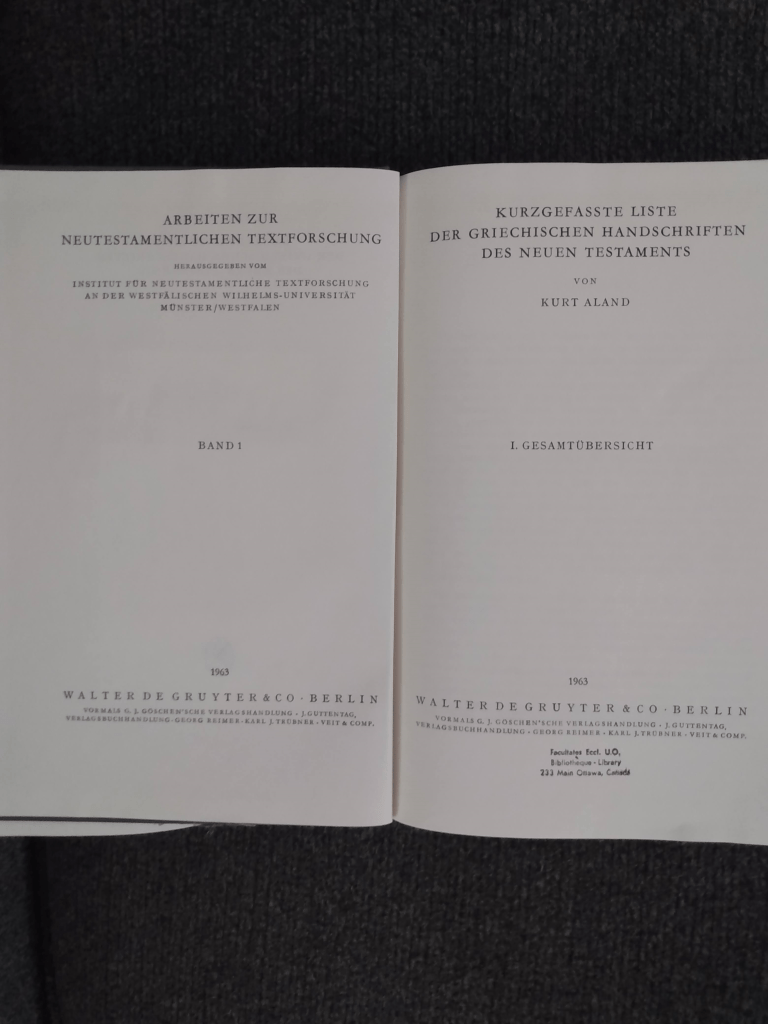 ARBEITEN ZUR
NEUTESTAMENTLICHEN TEXTFORSCHUNG
HERAUSGEGEBEN VOM
INSTITUT FÜR NEUTESTAMENTLICHE TEXTFORSCHUNG
AN DER WESTFÄLISCHEN WILHELMS-UNIVERSITÄT
MÜNSTER/WESTFALEN
BAND 1
1963
WALTER DE GRUYTER & CO · BERLIN
VORMALS G. J. GÖSCHEN'SCHE VERLAGSHANDLUNG · J. GUTTENTAG,
VERLAGSBUCHHANDLUNG · GEORG REIMER · KARL J. TRÜBNER · VEIT & COMP.
KURZGEFASSTE LISTE
DER GRIECHISCHEN HANDSCHRIFTEN
DES NEUEN TESTAMENTS
VON
KURT ALAND
I. GESAMTÜBERSICHT
1963
WALTER DE GRUYTER & CO · BERLIN
VORMALS G. J. GÖSCHEN'SCHE VERLAGSHANDLUNG · J. GUTTENTAG,
VERLAGSBUCHHANDLUNG · GEORG REIMER · KARL J. TRÜBNER · VEIT & COMP.
Facultates Eccl. U.O,
Bibliothèque - Library
233 Main Ottawa, Canada